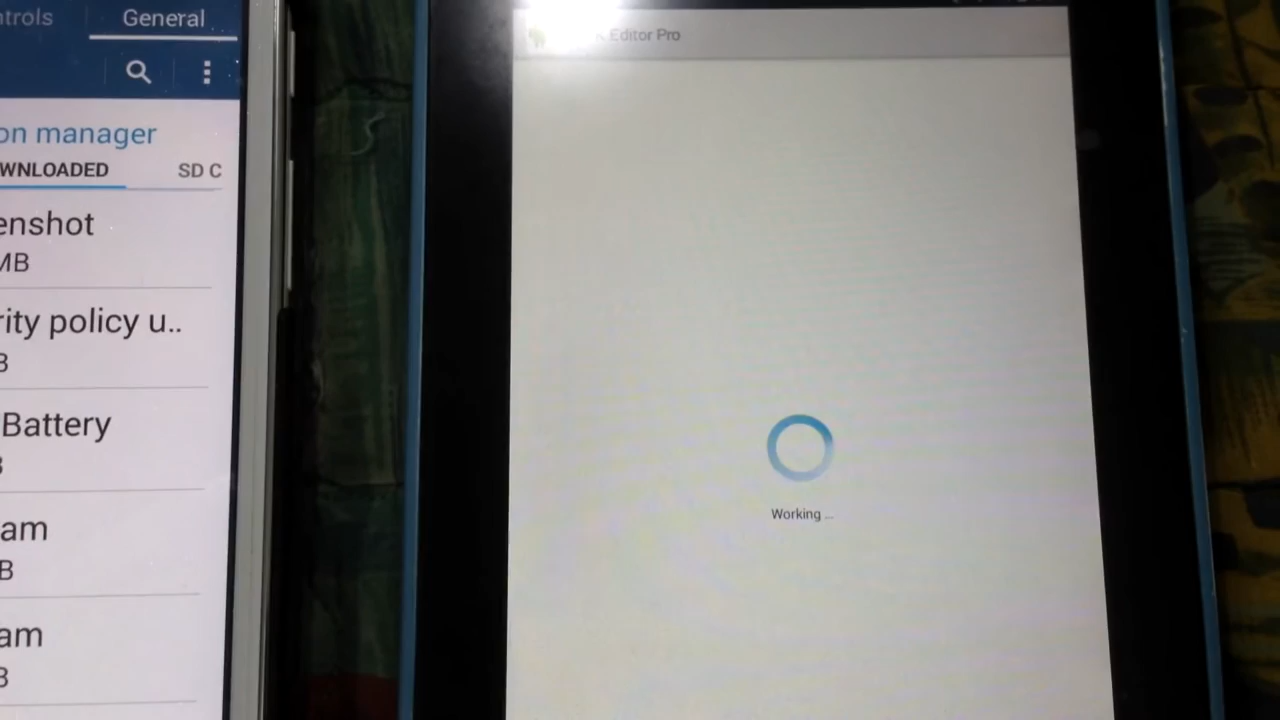 trols General
on manager
WNLOADED SD C
enshot
MB
rity policy u..
B
Battery
am
B
am
B
Editor Pro
Working ...